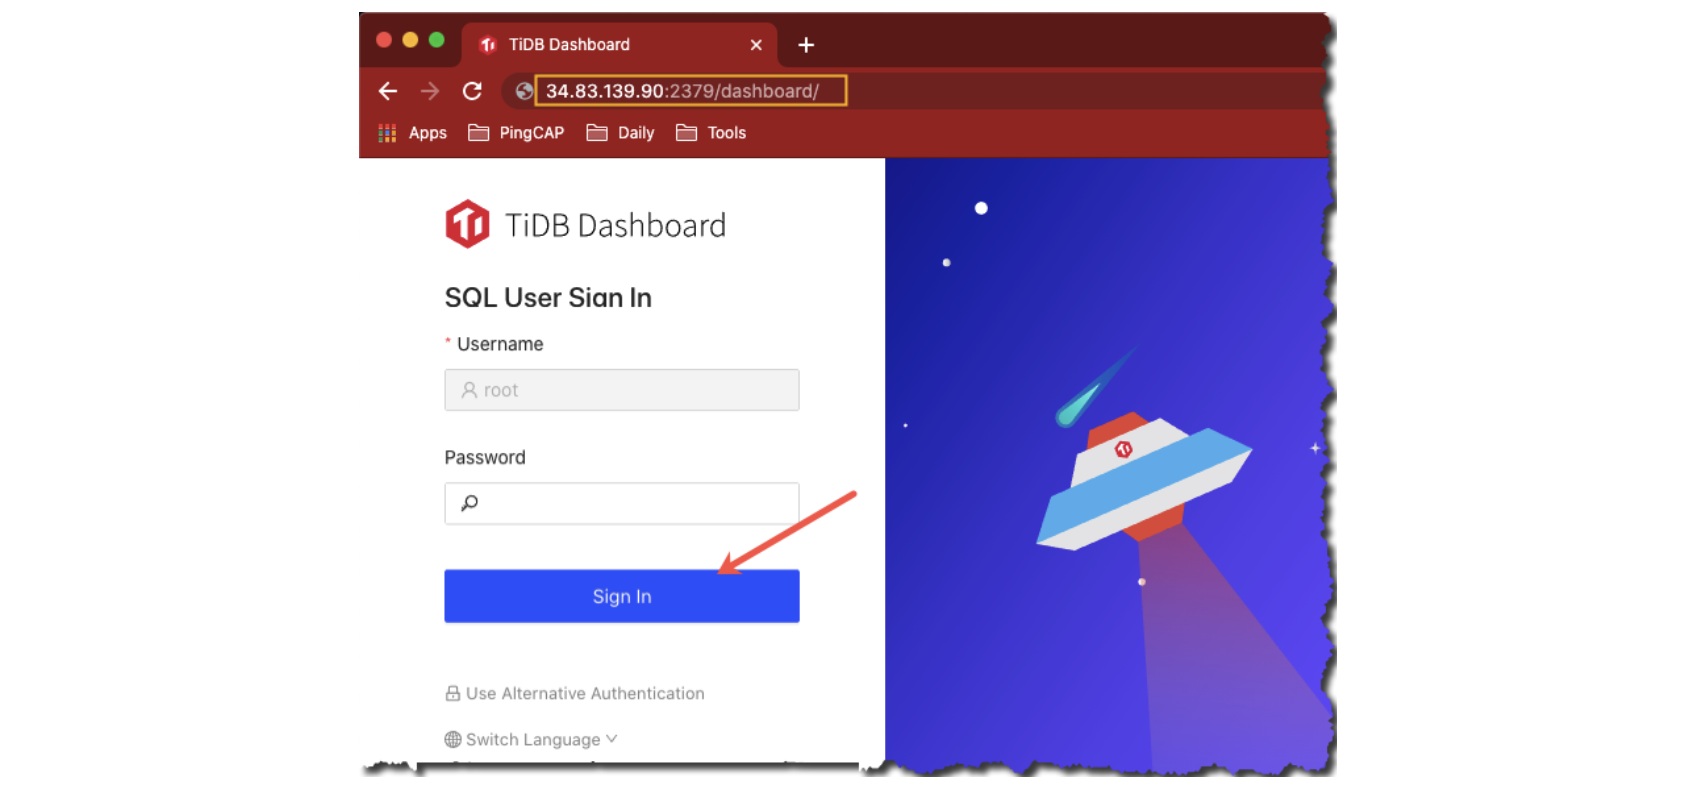 TiDB Dashboard
34.83.139.90:2379/dashboard/
Apps PingCAP Daily Tools
TiDB Dashboard
SQL User Sign In
* Username
root
Password
Sign In
Use Alternative Authentication
Switch Language